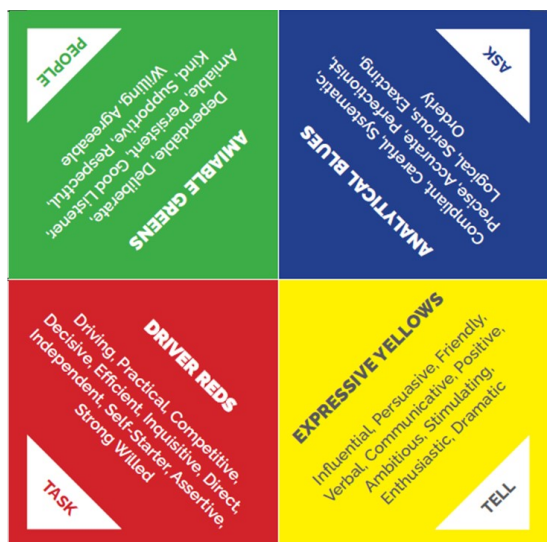 AMIABLE GREENS
Dependable, Deliberate,
Amiable, Persistent, Good Listener,
Kind, Supportive, Respectful,
Willing, Agreeable
PEOPLE
ANALYTICAL BLUES
Compliant, Careful, Systematic,
Precise, Accurate, Perfectionist,
Logical, Serious, Exacting,
Orderly
ASK
DRIVER REDS
Driving, Practical, Competitive,
Decisive, Efficient, Inquisitive, Direct,
Independent, Self-Starter, Assertive,
Strong Willed
TASK
EXPRESSIVE YELLOWS
Influential, Persuasive, Friendly,
Verbal, Communicative, Positive,
Ambitious, Stimulating,
Enthusiastic, Dramatic
TELL